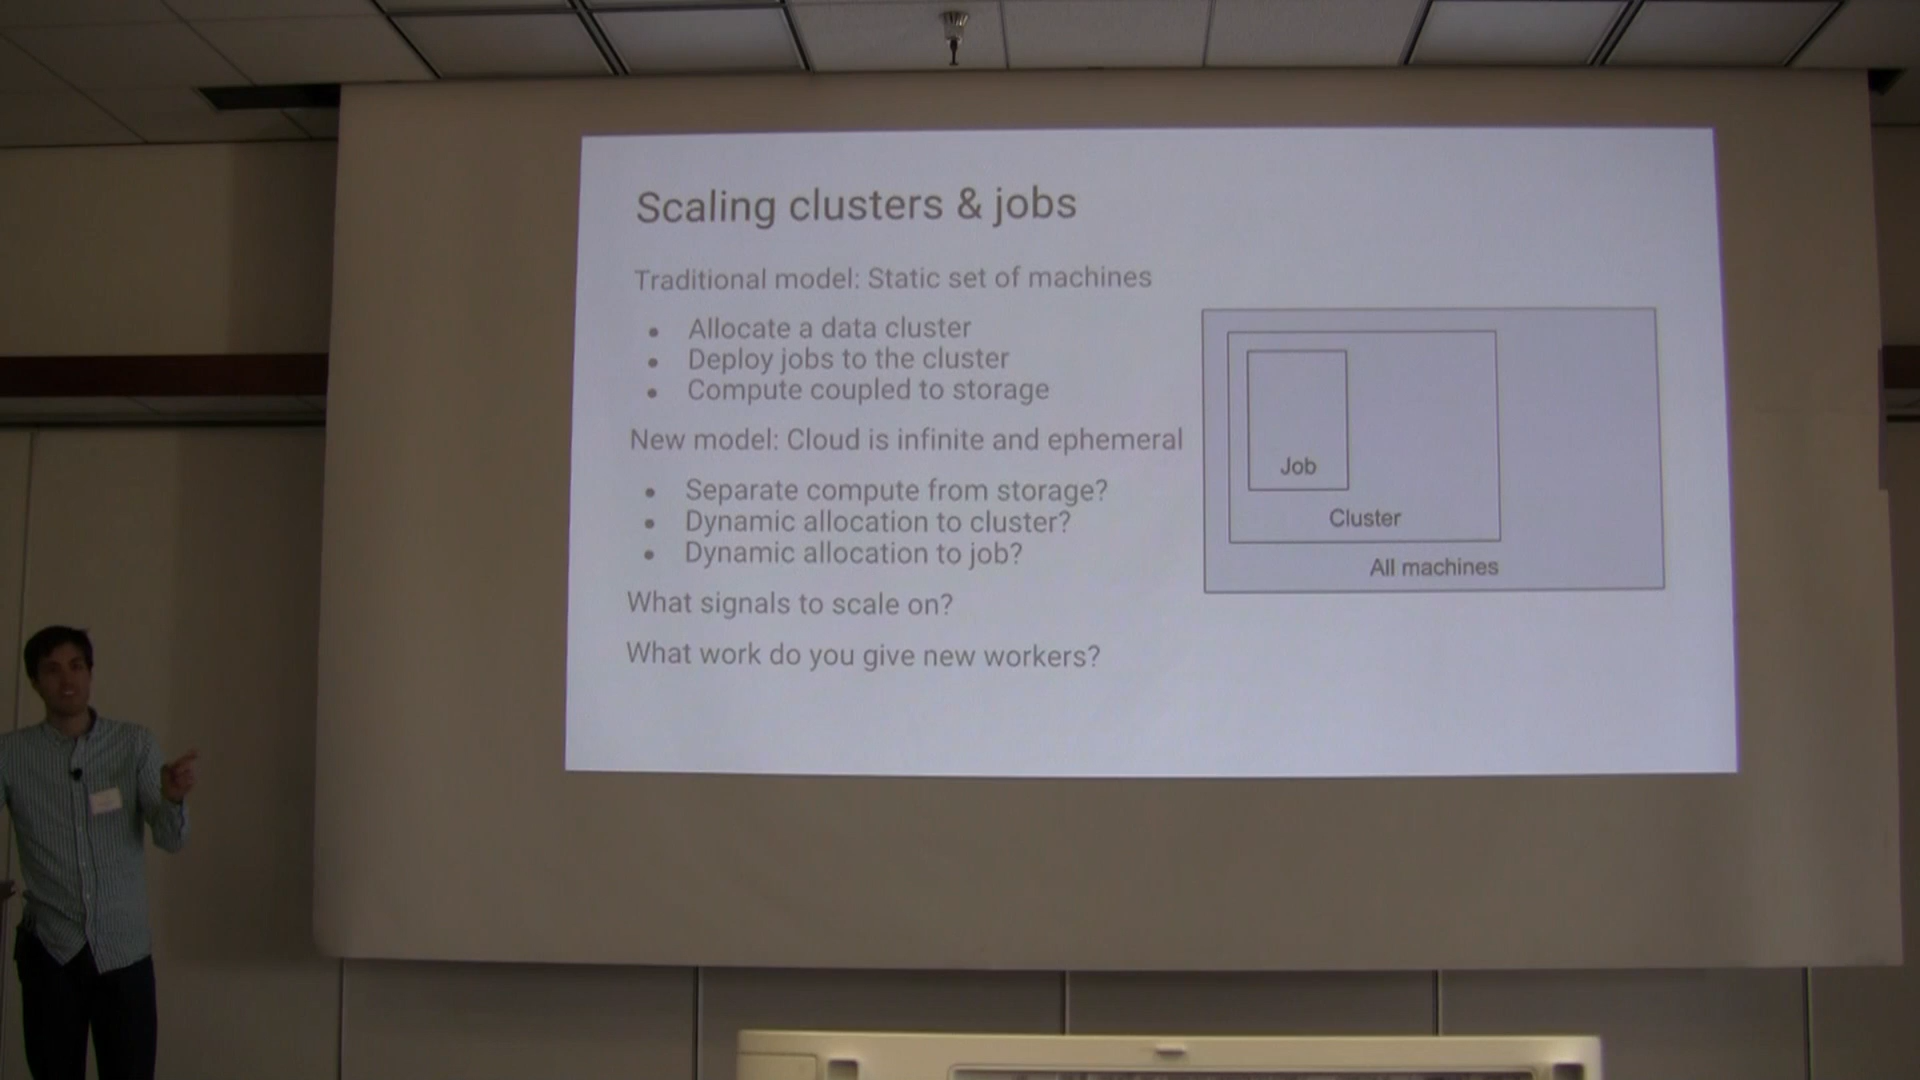 Scaling clusters & jobs
Traditional model: Static set of machines
● Allocate a data cluster
● Deploy jobs to the cluster
● Compute coupled to storage
New model: Cloud is infinite and ephemeral
● Separate compute from storage?
● Dynamic allocation to cluster?
● Dynamic allocation to job?
What signals to scale on?
What work do you give new workers?
Job
Cluster
All machines